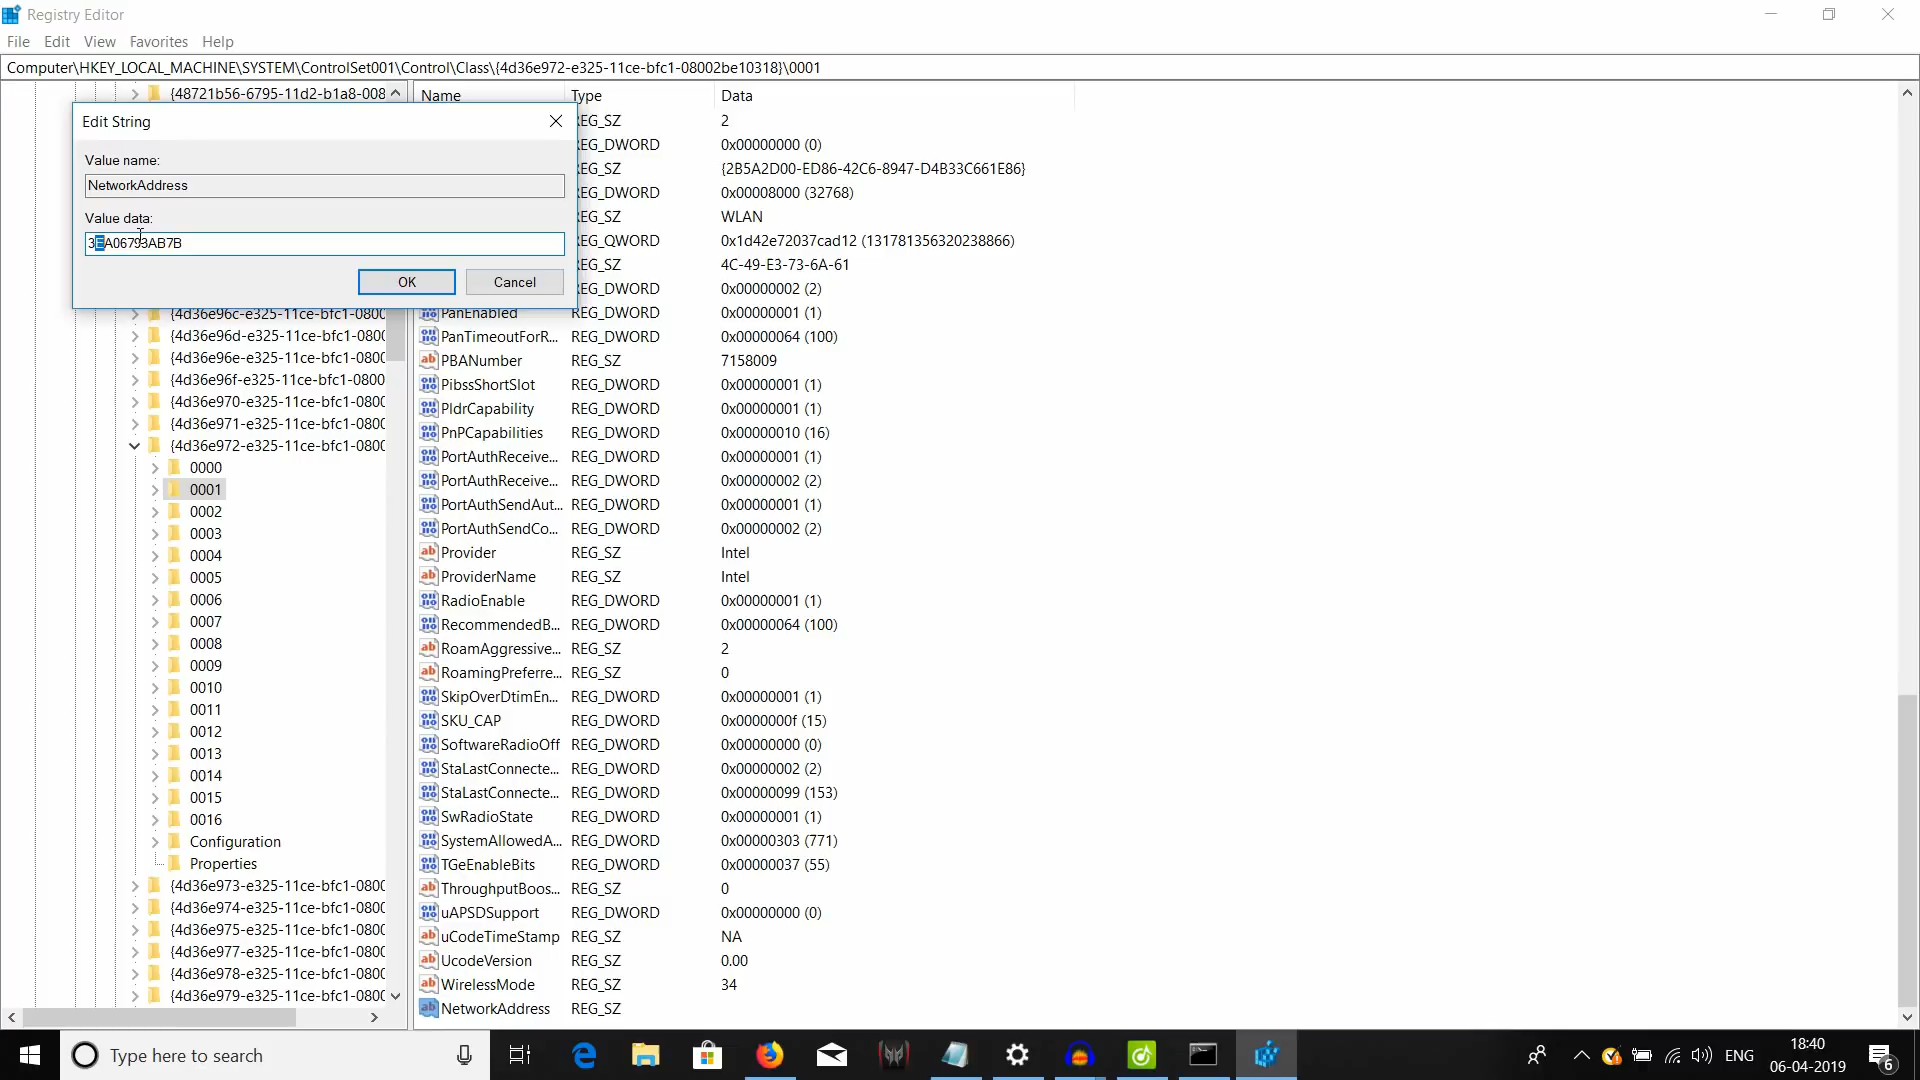 Registry Editor
File Edit View Favorites Help
Computer\HKEY_LOCAL_MACHINE\SYSTEM\ControlSet001\Control\Class\{4d36e972-e325-11ce-bfc1-08002be10318}\0001
{48721b56-6795-11d2-b1a8-008
Edit String
Value name:
NetworkAddress
Value data:
3EA06793AB7B
OK Cancel
{4d36e96c-e325-11ce-bfc1-0800
{4d36e96d-e325-11ce-bfc1-0800
{4d36e96e-e325-11ce-bfc1-0800
{4d36e96f-e325-11ce-bfc1-0800
{4d36e970-e325-11ce-bfc1-0800
{4d36e971-e325-11ce-bfc1-0800
{4d36e972-e325-11ce-bfc1-0800
0000
0001
0002
0003
0004
0005
0006
0007
0008
0009
0010
0011
0012
0013
0014
0015
0016
Configuration
Properties
{4d36e973-e325-11ce-bfc1-0800
{4d36e974-e325-11ce-bfc1-0800
{4d36e975-e325-11ce-bfc1-0800
{4d36e977-e325-11ce-bfc1-0800
{4d36e978-e325-11ce-bfc1-0800
{4d36e979-e325-11ce-bfc1-0800
Name Type Data
EG_SZ 2
EG_DWORD 0x00000000 (0)
EG_SZ {2B5A2D00-ED86-42C6-8947-D4B33C661E86}
EG_DWORD 0x00008000 (32768)
EG_SZ WLAN
EG_QWORD 0x1d42e72037cad12 (131781356320238866)
EG_SZ 4C-49-E3-73-6A-61
EG_DWORD 0x00000002 (2)
PanEnabled REG_DWORD 0x00000001 (1)
PanTimeoutForR... REG_DWORD 0x00000064 (100)
PBANumber REG_SZ 7158009
PibssShortSlot REG_DWORD 0x00000001 (1)
PldrCapability REG_DWORD 0x00000001 (1)
PnPCapabilities REG_DWORD 0x00000010 (16)
PortAuthReceive... REG_DWORD 0x00000001 (1)
PortAuthReceive... REG_DWORD 0x00000002 (2)
PortAuthSendAut... REG_DWORD 0x00000001 (1)
PortAuthSendCo... REG_DWORD 0x00000002 (2)
Provider REG_SZ Intel
ProviderName REG_SZ Intel
RadioEnable REG_DWORD 0x00000001 (1)
RecommendedB... REG_DWORD 0x00000064 (100)
RoamAggressive... REG_SZ 2
RoamingPreferre... REG_SZ 0
SkipOverDtimEn... REG_DWORD 0x00000001 (1)
SKU_CAP REG_DWORD 0x0000000f (15)
SoftwareRadioOff REG_DWORD 0x00000000 (0)
StaLastConnecte... REG_DWORD 0x00000002 (2)
StaLastConnecte... REG_DWORD 0x00000099 (153)
SwRadioState REG_DWORD 0x00000001 (1)
SystemAllowedA... REG_DWORD 0x00000303 (771)
TGeEnableBits REG_DWORD 0x00000037 (55)
ThroughputBoos... REG_SZ 0
uAPSDSupport REG_DWORD 0x00000000 (0)
uCodeTimeStamp REG_SZ NA
UcodeVersion REG_SZ 0.00
WirelessMode REG_SZ 34
NetworkAddress REG_SZ
Type here to search
ENG
18:40
06-04-2019
6